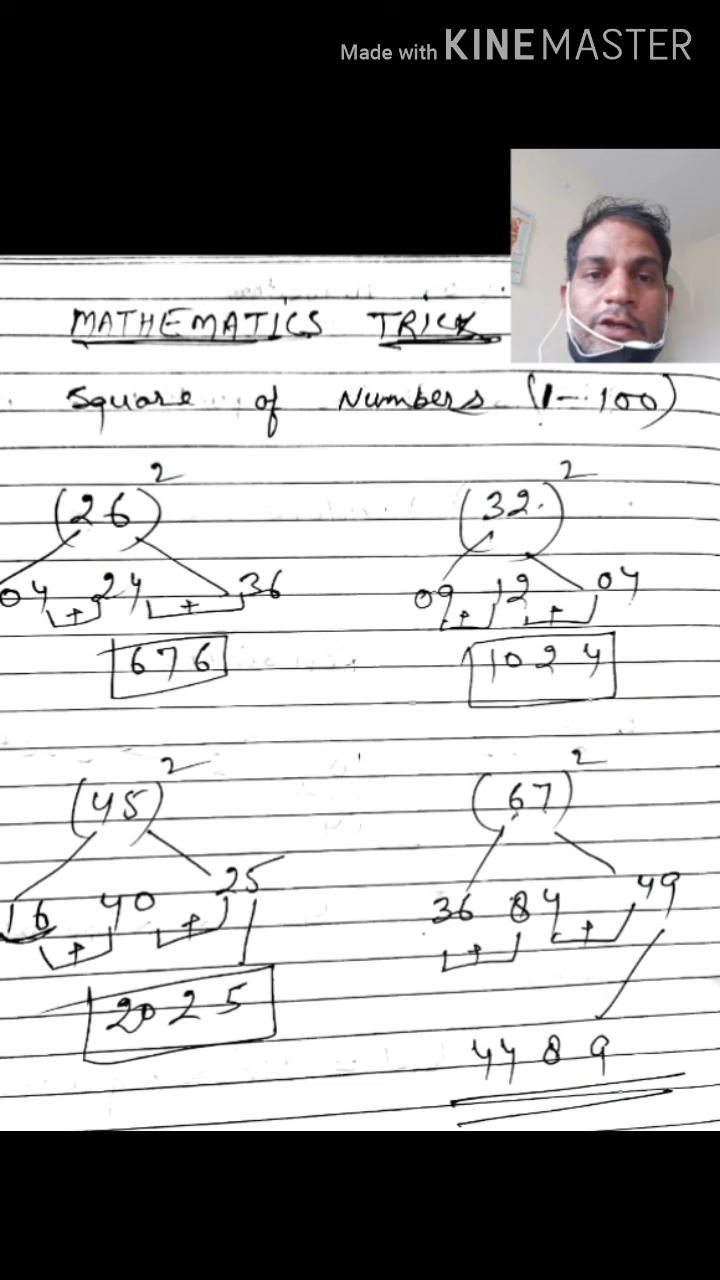 Made with KINEMASTER
MATHEMATICS TRICK
Square of Numbers (1-100)
(26)² (32)²
04 24 36 09 12 04
+ + + +
676 1024
(45)² (67)²
16 40 25 36 84 49
+ + + +
2025 4489